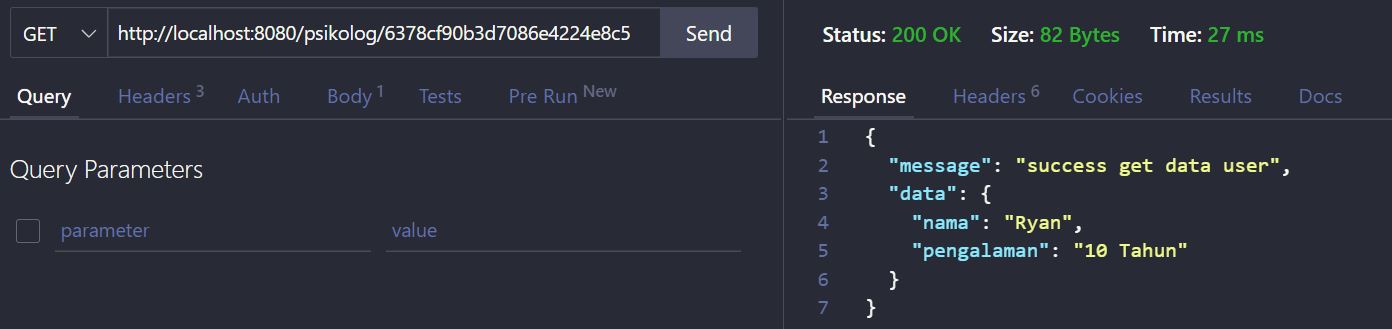 GET http://localhost:8080/psikolog/6378cf90b3d7086e4224e8c5 Send
Query Headers 3 Auth Body 1 Tests Pre Run New
Query Parameters
parameter value
Status: 200 OK Size: 82 Bytes Time: 27 ms
Response Headers 6 Cookies Results Docs
1 {
2 "message": "success get data user",
3 "data": {
4 "nama": "Ryan",
5 "pengalaman": "10 Tahun"
6 }
7 }